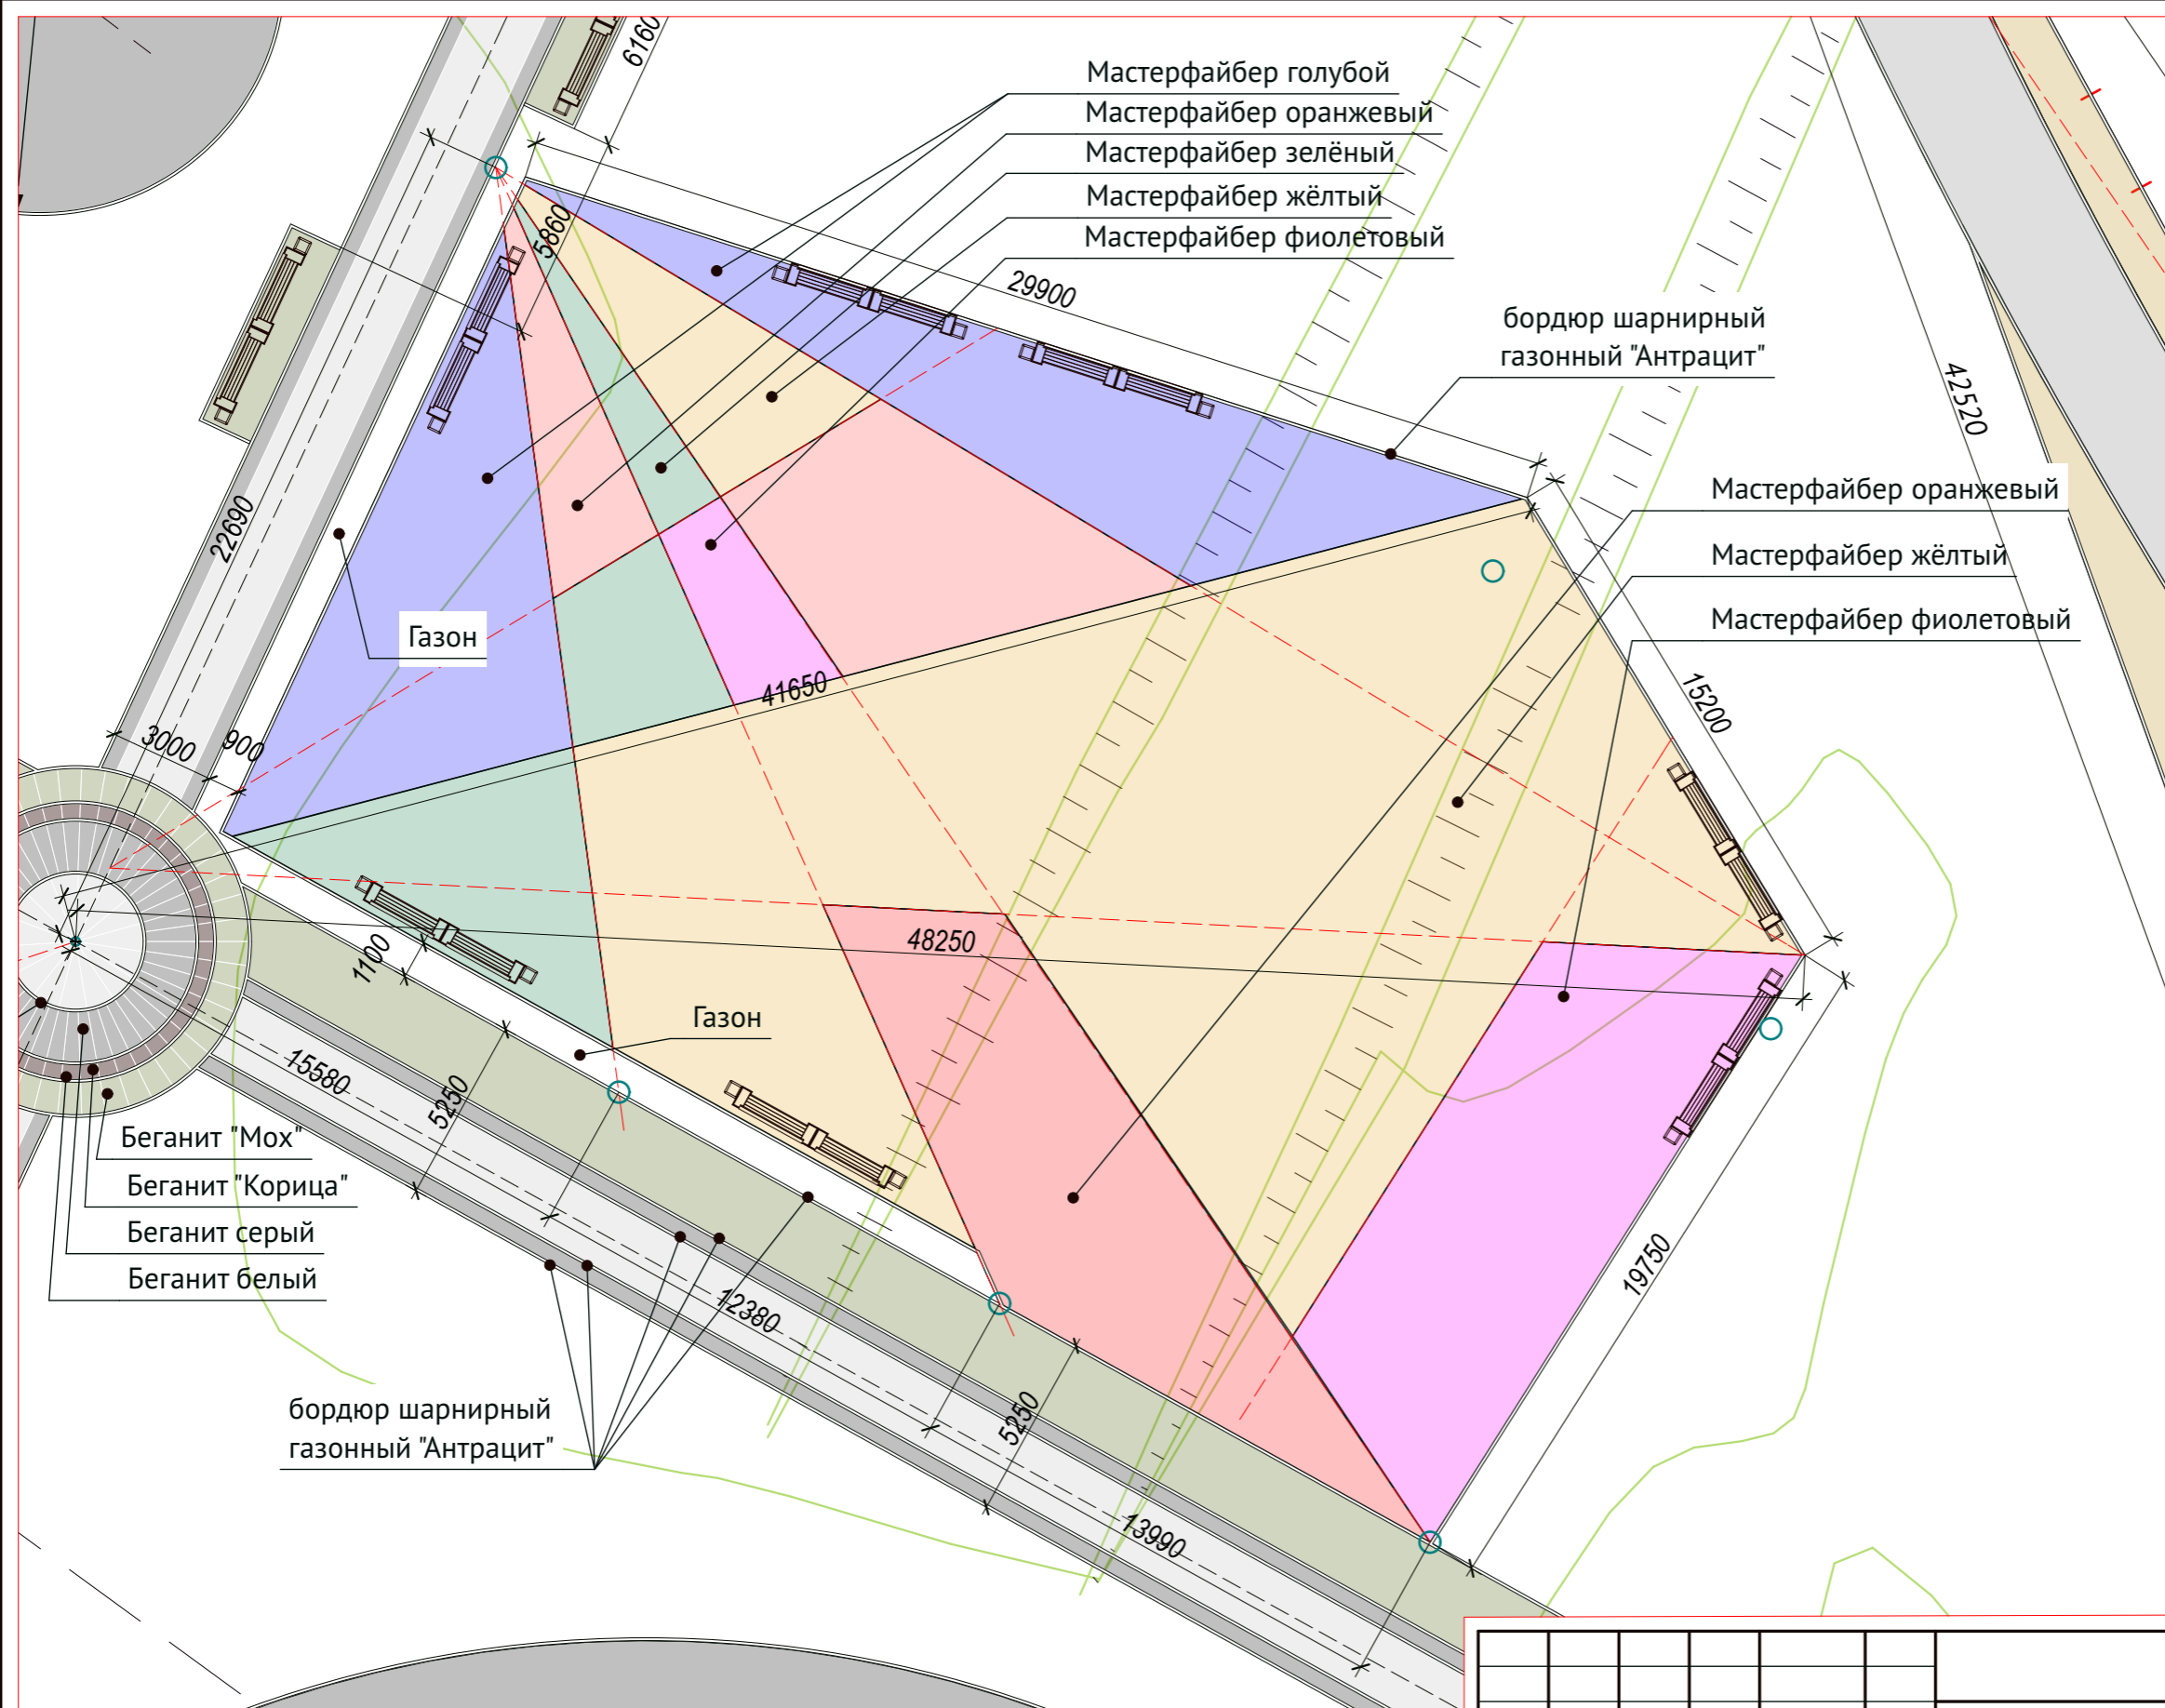 6160
Мастерфайбер голубой
Мастерфайбер оранжевый
Мастерфайбер зелёный
Мастерфайбер жёлтый
Мастерфайбер фиолетовый
5860
29900
бордюр шарнирный
газонный "Антрацит"
42520
Мастерфайбер оранжевый
Мастерфайбер жёлтый
Мастерфайбер фиолетовый
22690
Газон
41650
15200
3000
900
48250
1100
Газон
15580
5250
Беганит "Мох"
Беганит "Корица"
Беганит серый
Беганит белый
19750
12380
5250
бордюр шарнирный
газонный "Антрацит"
13990